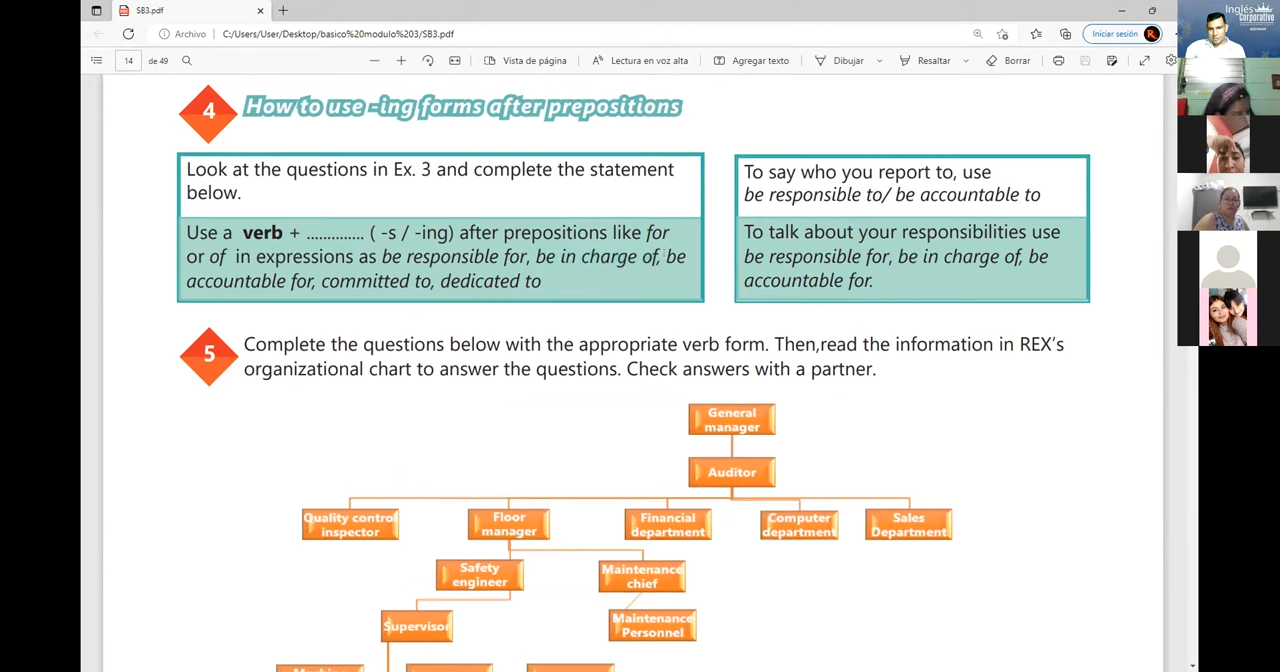 SB3.pdf
Archivo
C:/Users/User/Desktop/basico%20modulo%203/SB3.pdf
Iniciar sesión
R
14
de 49
Vista de página
Lectura en voz alta
Agregar texto
Dibujar
Resaltar
Borrar
Inglés
Corporativo
4
How to use -ing forms after prepositions
Look at the questions in Ex. 3 and complete the statement
below.
Use a verb + .............. ( -s / -ing) after prepositions like for
or of in expressions as be responsible for, be in charge of, be
accountable for, committed to, dedicated to
To say who you report to, use
be responsible to/ be accountable to
To talk about your responsibilities use
be responsible for, be in charge of, be
accountable for.
5
Complete the questions below with the appropriate verb form. Then,read the information in REX's
organizational chart to answer the questions. Check answers with a partner.
General
manager
Auditor
Quality control
inspector
Floor
manager
Financial
department
Computer
department
Sales
Department
Safety
engineer
Maintenance
chief
Supervisor
Maintenance
Personnel